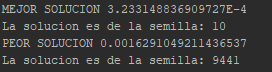 MEJOR SOLUCION 3.233148836909727E-4
La solucion es de la semilla: 10
PEOR SOLUCION 0.0016291049211436537
La solucion es de la semilla: 9441